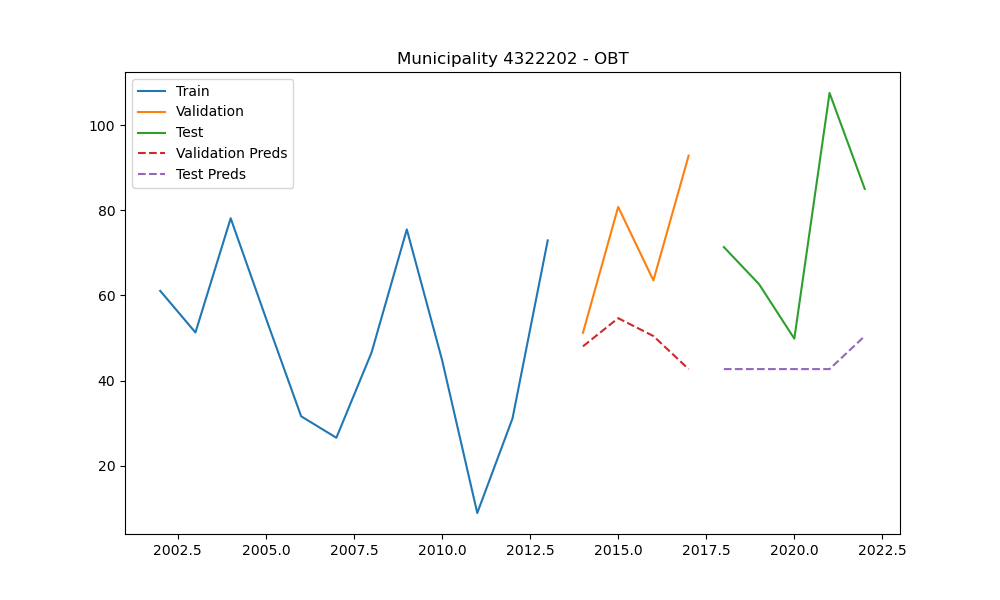 Municipality 4322202 - OBT
Train
Validation
Test
Validation Preds
Test Preds
100
80
60
40
20
2002.5 2005.0 2007.5 2010.0 2012.5 2015.0 2017.5 2020.0 2022.5